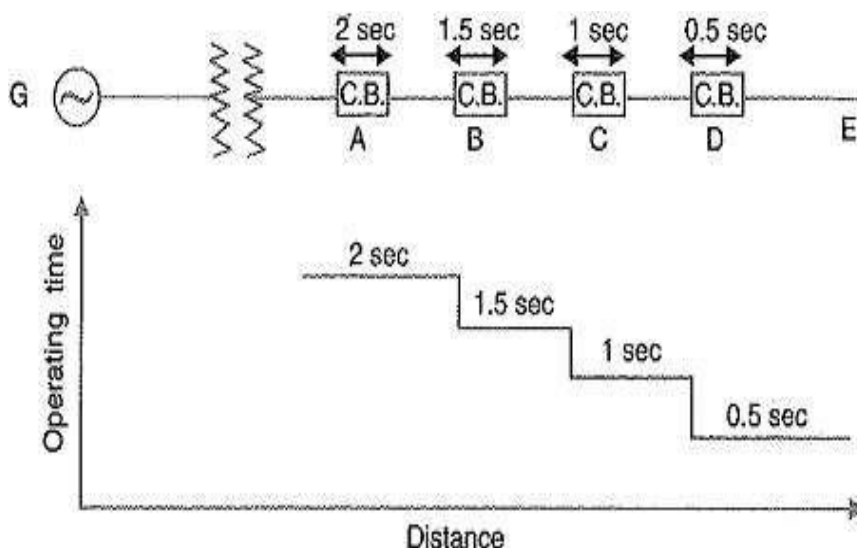 2 sec 1.5 sec 1 sec 0.5 sec
G C.B. C.B. C.B. C.B.
A B C D E
Operating time
2 sec
1.5 sec
1 sec
0.5 sec
Distance